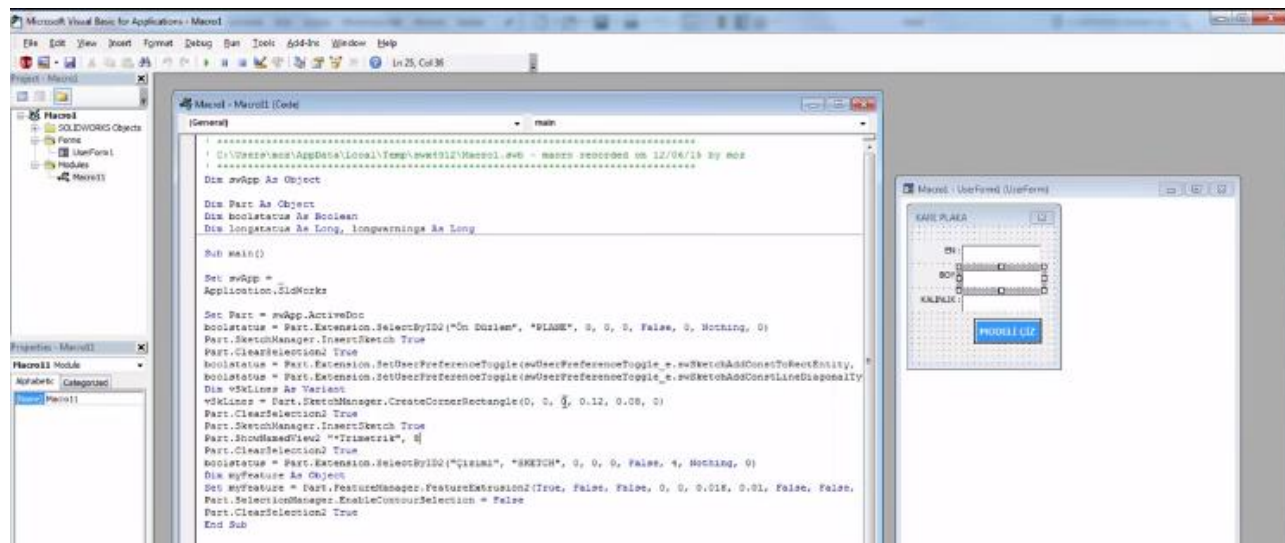 Microsoft Visual Basic for Applications - Macro1
File Edit View Insert Format Debug Run Tools Add-Ins Window Help
Ln 25, Col 36
Project - Macro1
Macro1
SOLIDWORKS Objects
Forms
UserForm1
Modules
Macro11
Properties - Macro11
Macro11 Module
Alphabetic Categorized
(Name) Macro11
Macro1 - Macro11 (Code)
(General) main
' ******************************************************************************
' C:\Users\mcs\AppData\Local\Temp\swx4012\Macro1.swb - macro recorded on 12/06/15 by mcs
' ******************************************************************************
Dim swApp As Object
Dim Part As Object
Dim boolstatus As Boolean
Dim longstatus As Long, longwarnings As Long
Sub main()
Set swApp = _
Application.SldWorks
Set Part = swApp.ActiveDoc
boolstatus = Part.Extension.SelectByID2("Ön Düzlem", "PLANE", 0, 0, 0, False, 0, Nothing, 0)
Part.SketchManager.InsertSketch True
Part.ClearSelection2 True
boolstatus = Part.Extension.SetUserPreferenceToggle(swUserPreferenceToggle_e.swSketchAddConstToRectEntity,
boolstatus = Part.Extension.SetUserPreferenceToggle(swUserPreferenceToggle_e.swSketchAddConstLineDiagonalTy
Dim vSkLines As Variant
vSkLines = Part.SketchManager.CreateCornerRectangle(0, 0, 0, 0.12, 0.08, 0)
Part.ClearSelection2 True
Part.SketchManager.InsertSketch True
Part.ShowNamedView2 "*Trimetrik", 8
Part.ClearSelection2 True
boolstatus = Part.Extension.SelectByID2("Çizim1", "SKETCH", 0, 0, 0, False, 4, Nothing, 0)
Dim myFeature As Object
Set myFeature = Part.FeatureManager.FeatureExtrusion2(True, False, False, 0, 0, 0.018, 0.01, False, False,
Part.SelectionManager.EnableContourSelection = False
Part.ClearSelection2 True
End Sub
Macro1 - UserForm1 (UserForm)
KARE PLAKA
EN :
BOY
KALINLIK :
MODELİ ÇİZ